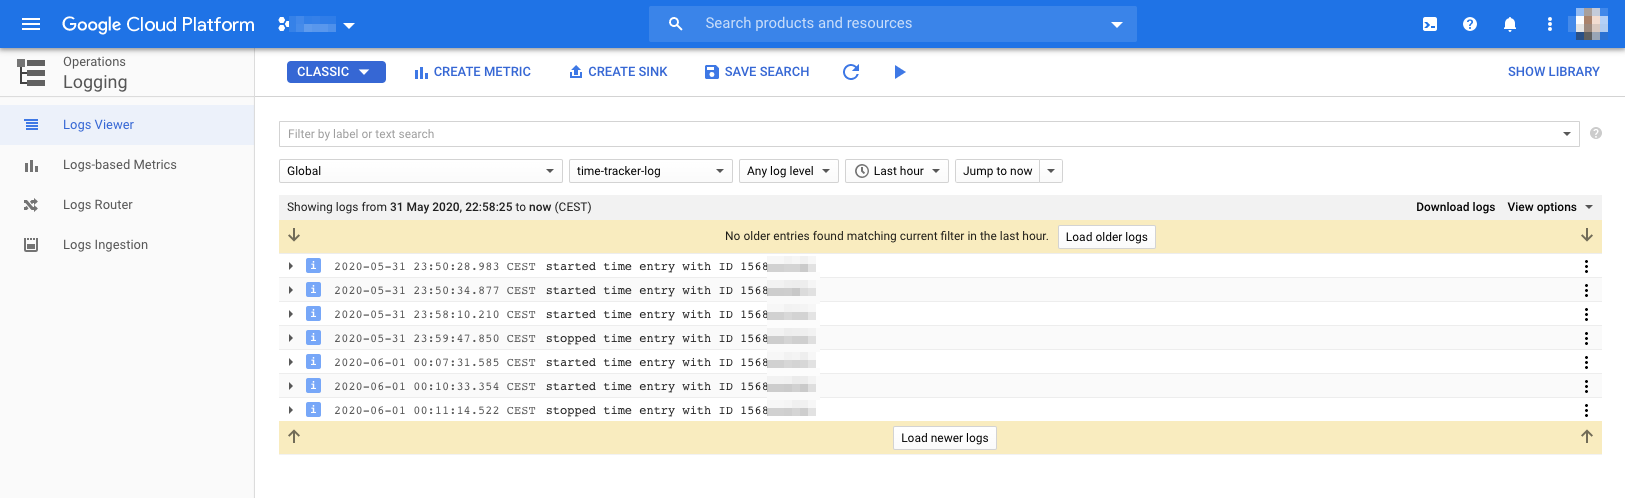 Google Cloud Platform
Search products and resources
Operations
Logging
CLASSIC
CREATE METRIC
CREATE SINK
SAVE SEARCH
SHOW LIBRARY
Logs Viewer
Logs-based Metrics
Logs Router
Logs Ingestion
Filter by label or text search
Global
time-tracker-log
Any log level
Last hour
Jump to now
Showing logs from 31 May 2020, 22:58:25 to now (CEST)
Download logs
View options
No older entries found matching current filter in the last hour.
Load older logs
i 2020-05-31 23:50:28.983 CEST started time entry with ID 1568
i 2020-05-31 23:50:34.877 CEST started time entry with ID 1568
i 2020-05-31 23:58:10.210 CEST started time entry with ID 1568
i 2020-05-31 23:59:47.850 CEST stopped time entry with ID 1568
i 2020-06-01 00:07:31.585 CEST started time entry with ID 1568
i 2020-06-01 00:10:33.354 CEST started time entry with ID 1568
i 2020-06-01 00:11:14.522 CEST stopped time entry with ID 1568
Load newer logs